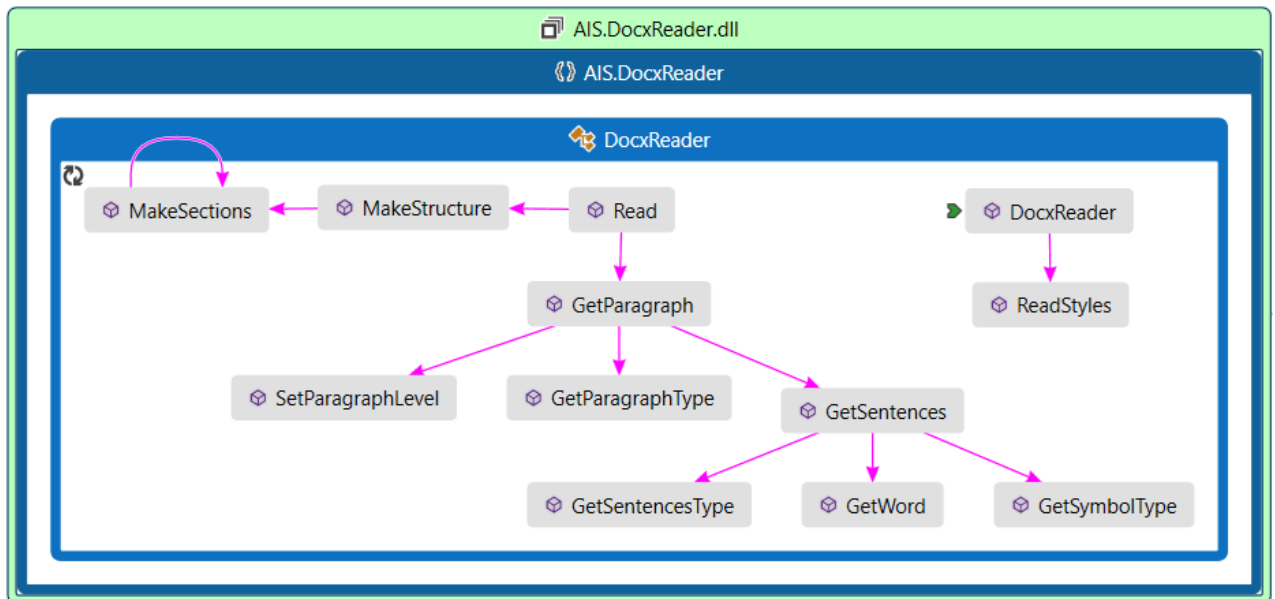 AIS.DocxReader.dll
AIS.DocxReader
DocxReader
MakeSections
MakeStructure
Read
DocxReader
GetParagraph
ReadStyles
SetParagraphLevel
GetParagraphType
GetSentences
GetSentencesType
GetWord
GetSymbolType